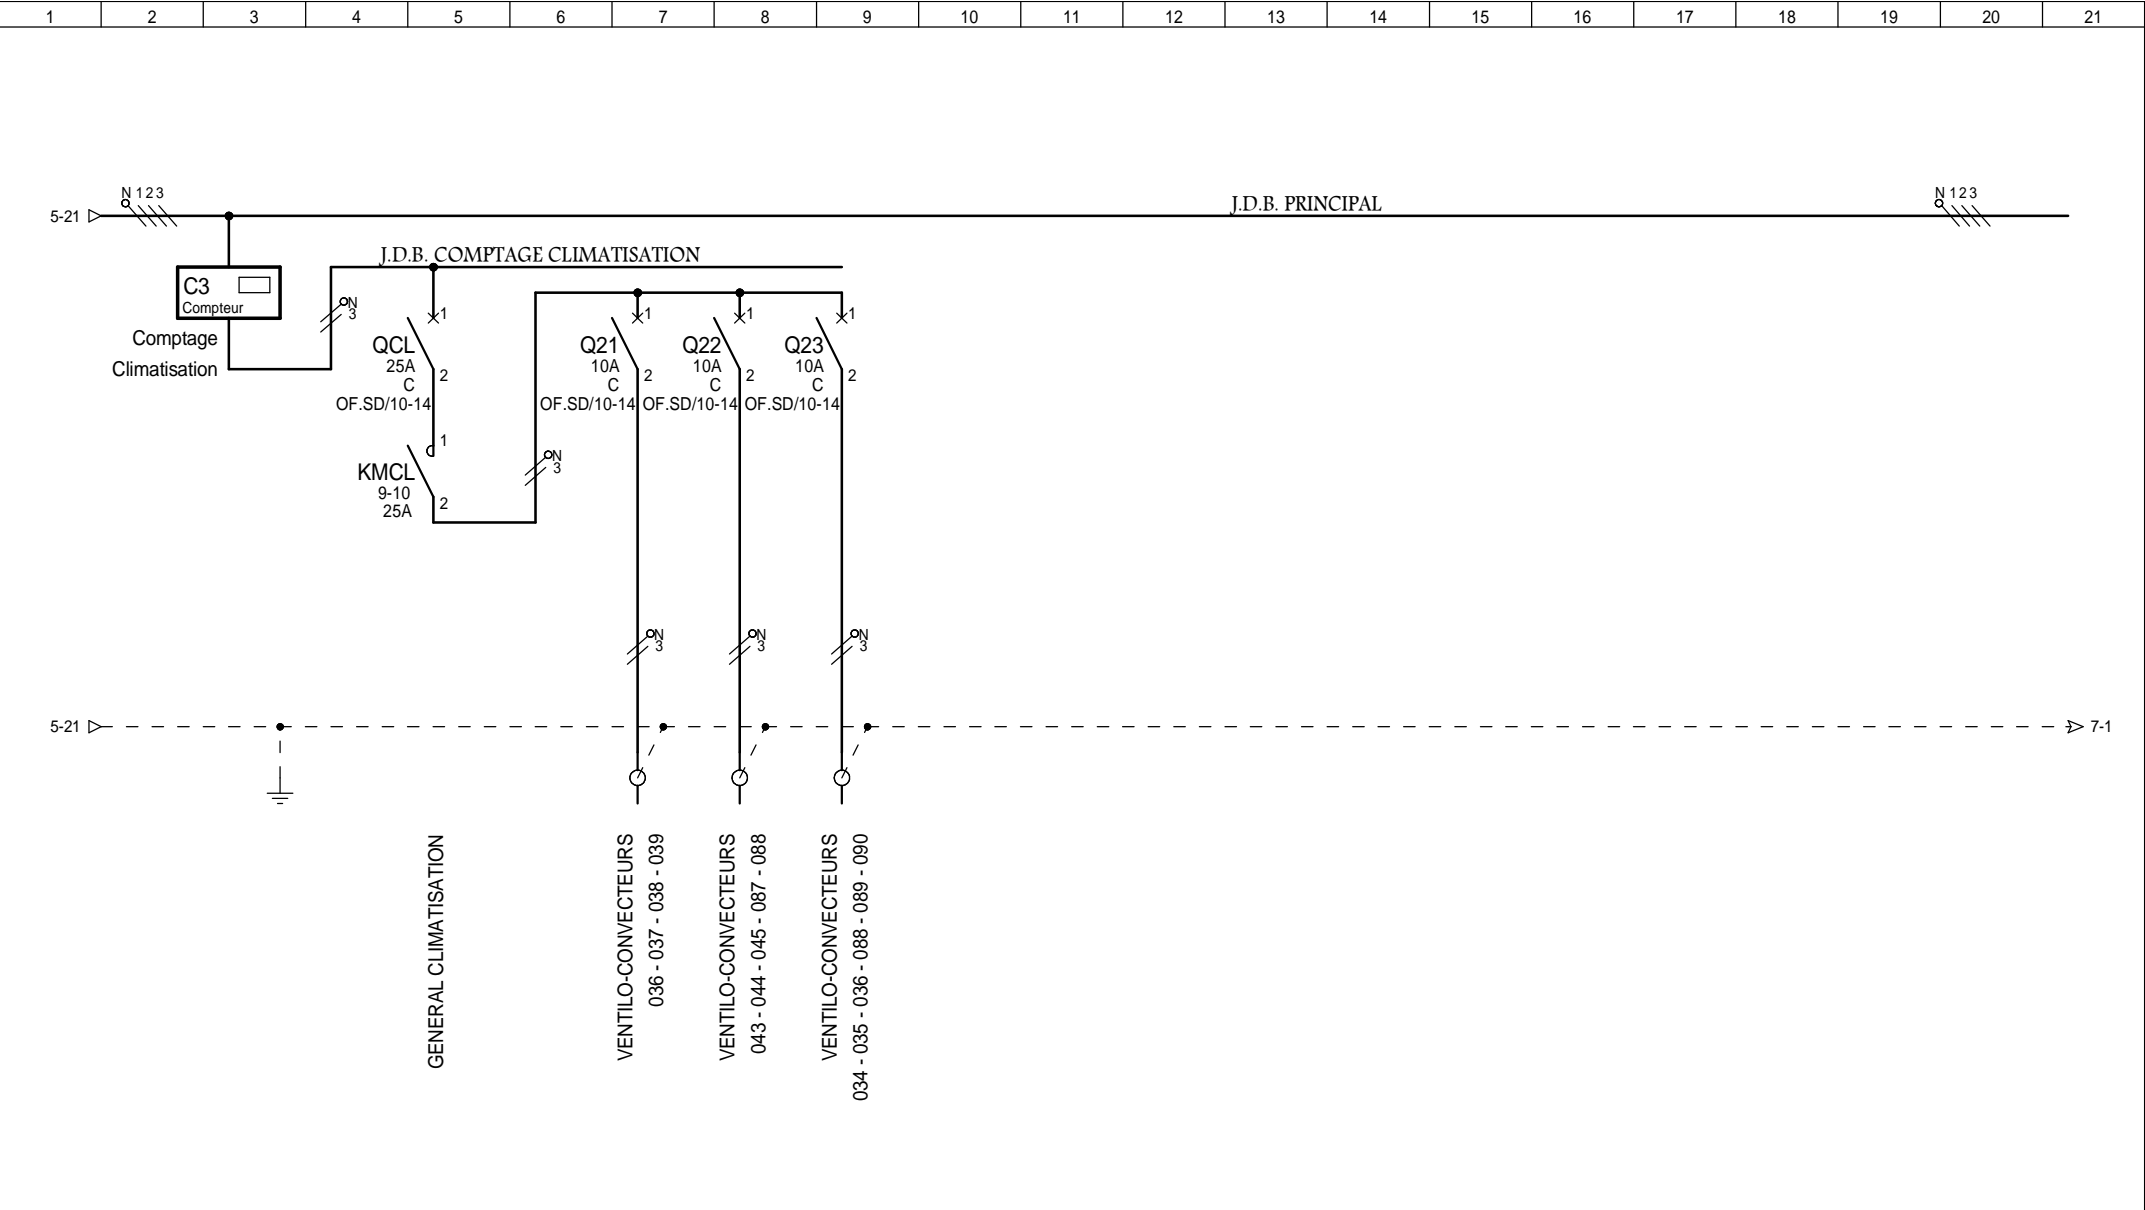 1 2 3 4 5 6 7 8 9 10 11 12 13 14 15 16 17 18 19 20 21
N 1 2 3
N 1 2 3
J.D.B. PRINCIPAL
5-21
J.D.B. COMPTAGE CLIMATISATION
C3
Compteur
Comptage
Climatisation
N
3
1
QCL
25A
C
OF.SD/10-14
2
1
KMCL
9-10
25A
2
N
3
1
Q21
10A
C
OF.SD/10-14
2
1
Q22
10A
C
OF.SD/10-14
2
1
Q23
10A
C
OF.SD/10-14
2
N
3
N
3
N
3
5-21
7-1
GENERAL CLIMATISATION
VENTILO-CONVECTEURS
036 - 037 - 038 - 039
VENTILO-CONVECTEURS
043 - 044 - 045 - 087 - 088
VENTILO-CONVECTEURS
034 - 035 - 036 - 088 - 089 - 090